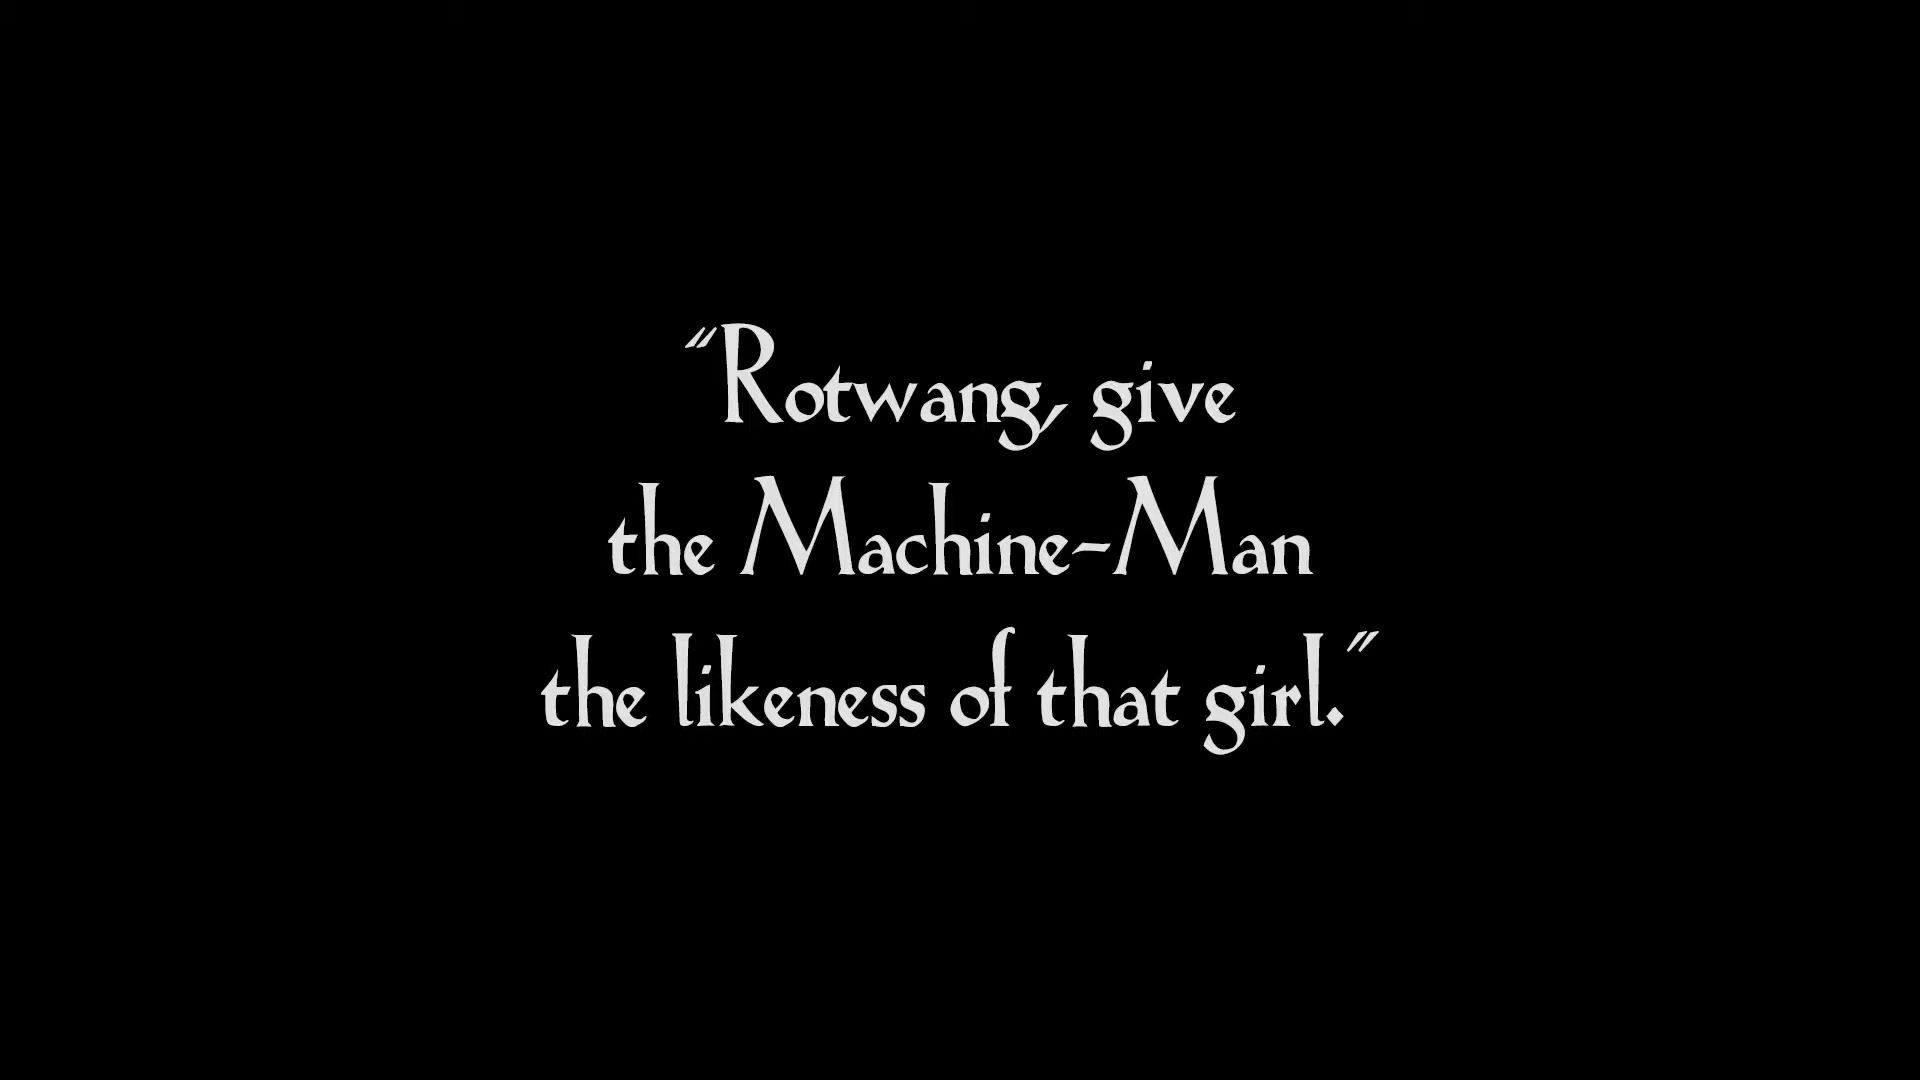 “Rotwang, give
the Machine-Man
the likeness of that girl.”